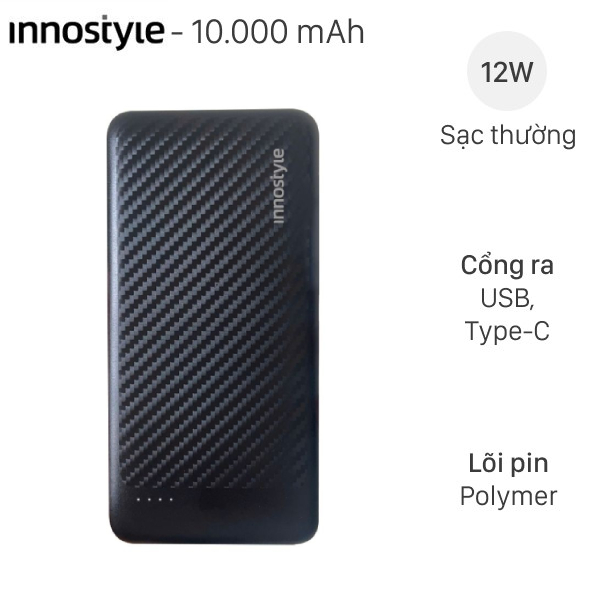 innostyle - 10.000 mAh
12W
Sạc thường
innostyle
Cổng ra
USB,
Type-C
Lõi pin
Polymer